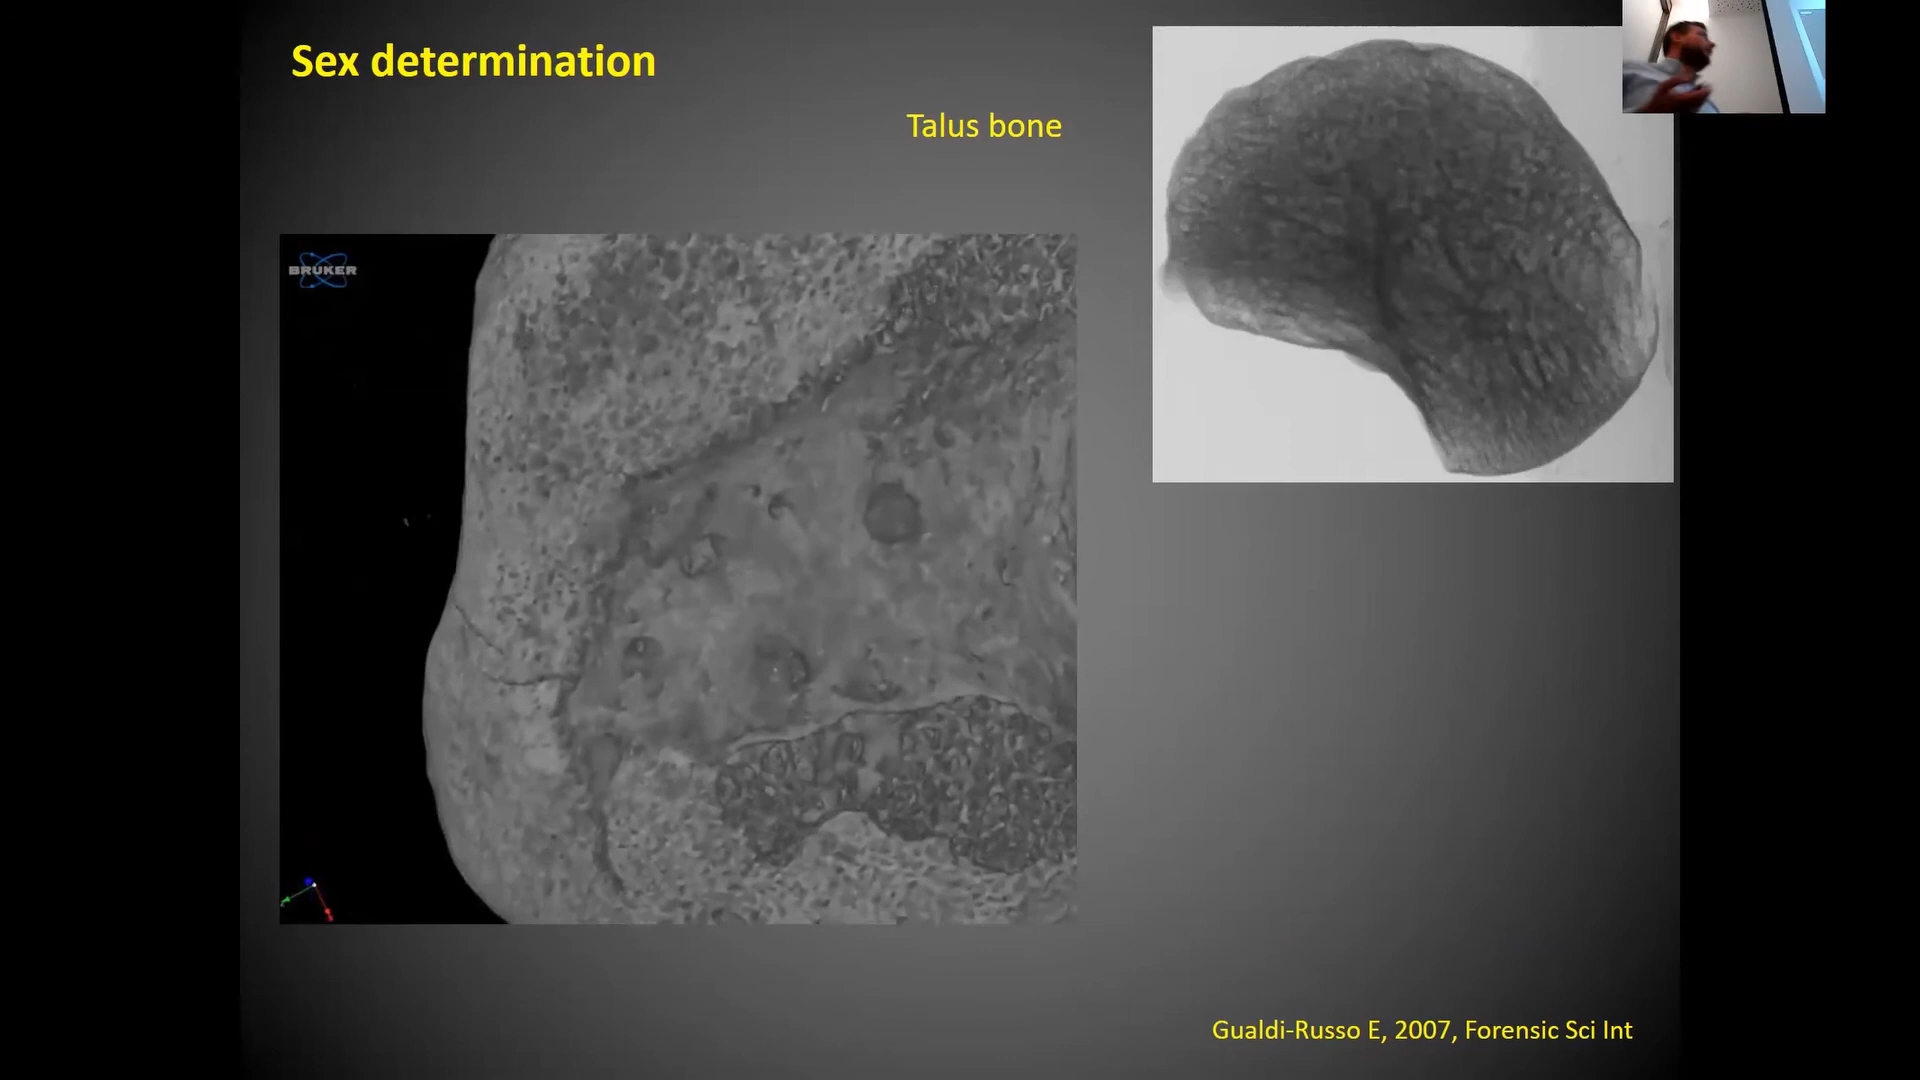 Sex determination
Talus bone
BRUKER
Gualdi-Russo E, 2007, Forensic Sci Int